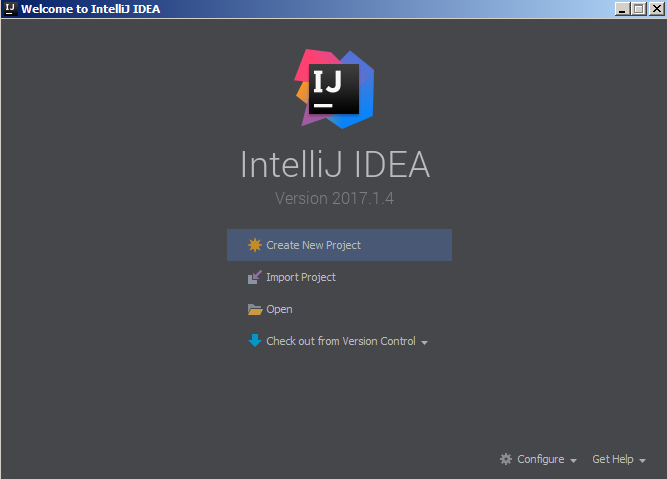 Welcome to IntelliJ IDEA
IJ
IntelliJ IDEA
Version 2017.1.4
Create New Project
Import Project
Open
Check out from Version Control
Configure
Get Help